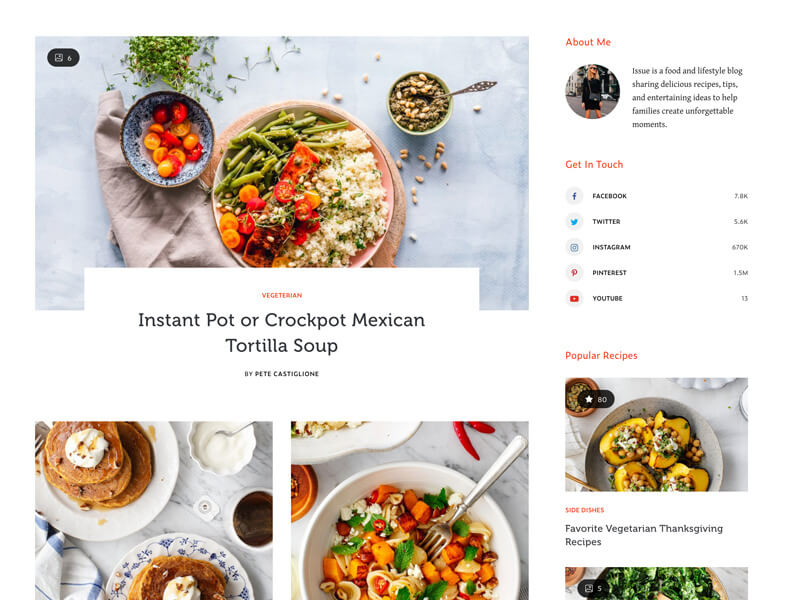 6
VEGETERIAN
Instant Pot or Crockpot Mexican
Tortilla Soup
BY PETE CASTIGLIONE
About Me
Issue is a food and lifestyle blog
sharing delicious recipes, tips,
and entertaining ideas to help
families create unforgettable
moments.
Get In Touch
FACEBOOK 7.8K
TWITTER 5.6K
INSTAGRAM 670K
PINTEREST 1.5M
YOUTUBE 13
Popular Recipes
80
SIDE DISHES
Favorite Vegetarian Thanksgiving
Recipes
5